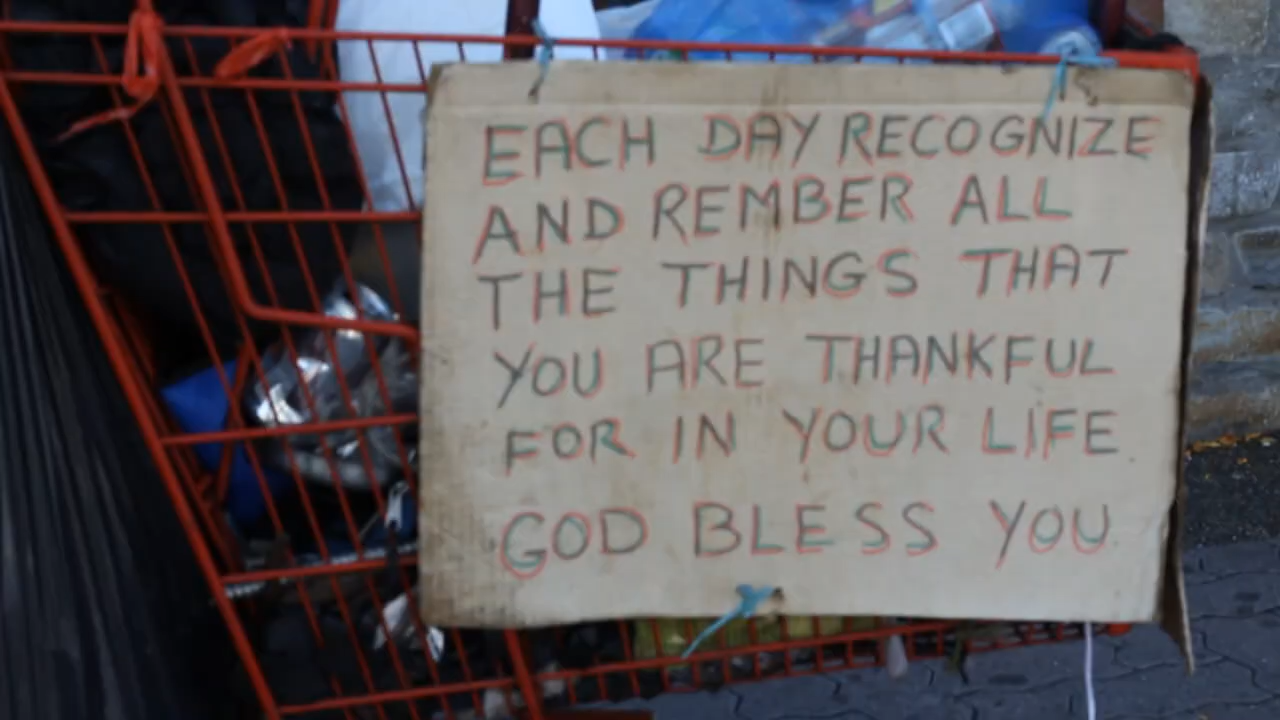 EACH DAY RECOGNIZE
AND REMBER ALL
THE THINGS THAT
YOU ARE THANKFUL
FOR IN YOUR LIFE.
GOD BLESS YOU.